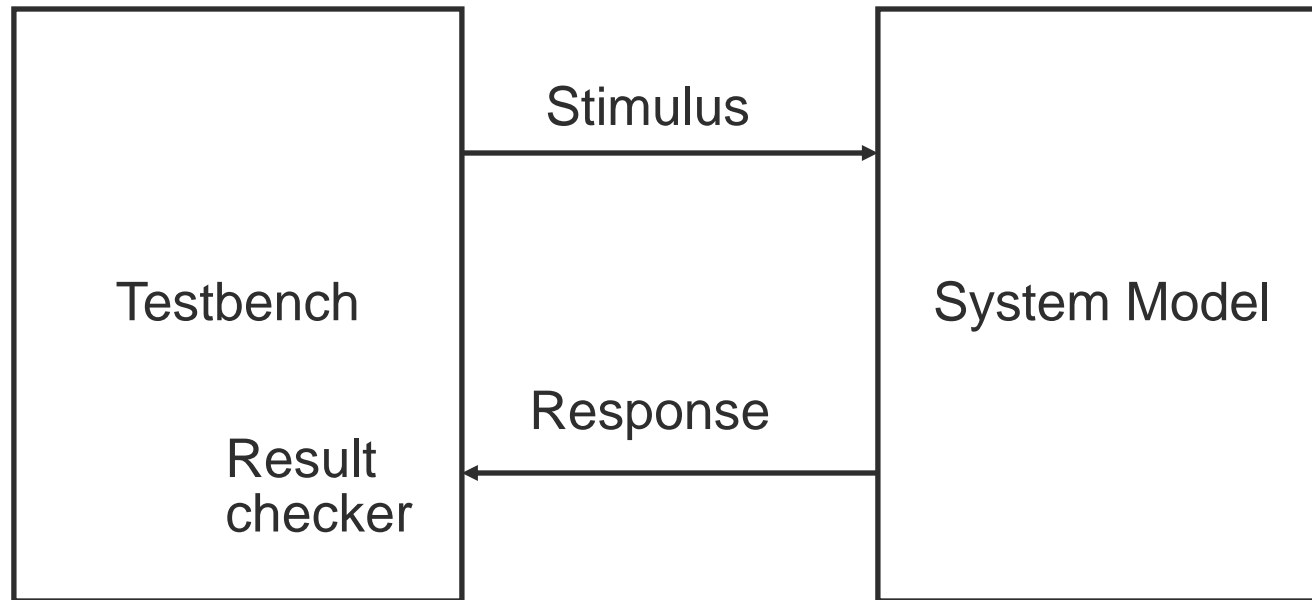 Stimulus
Testbench
System Model
Response
Result
checker